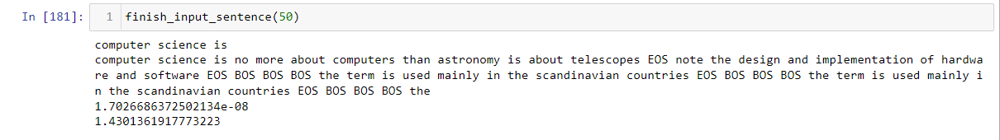 In [181]: 1 finish_input_sentence(50)
computer science is
computer science is no more about computers than astronomy is about telescopes EOS note the design and implementation of hardwa
re and software EOS BOS BOS BOS the term is used mainly in the scandinavian countries EOS BOS BOS BOS the term is used mainly i
n the scandinavian countries EOS BOS BOS BOS the
1.7026686372502134e-08
1.4301361917773223